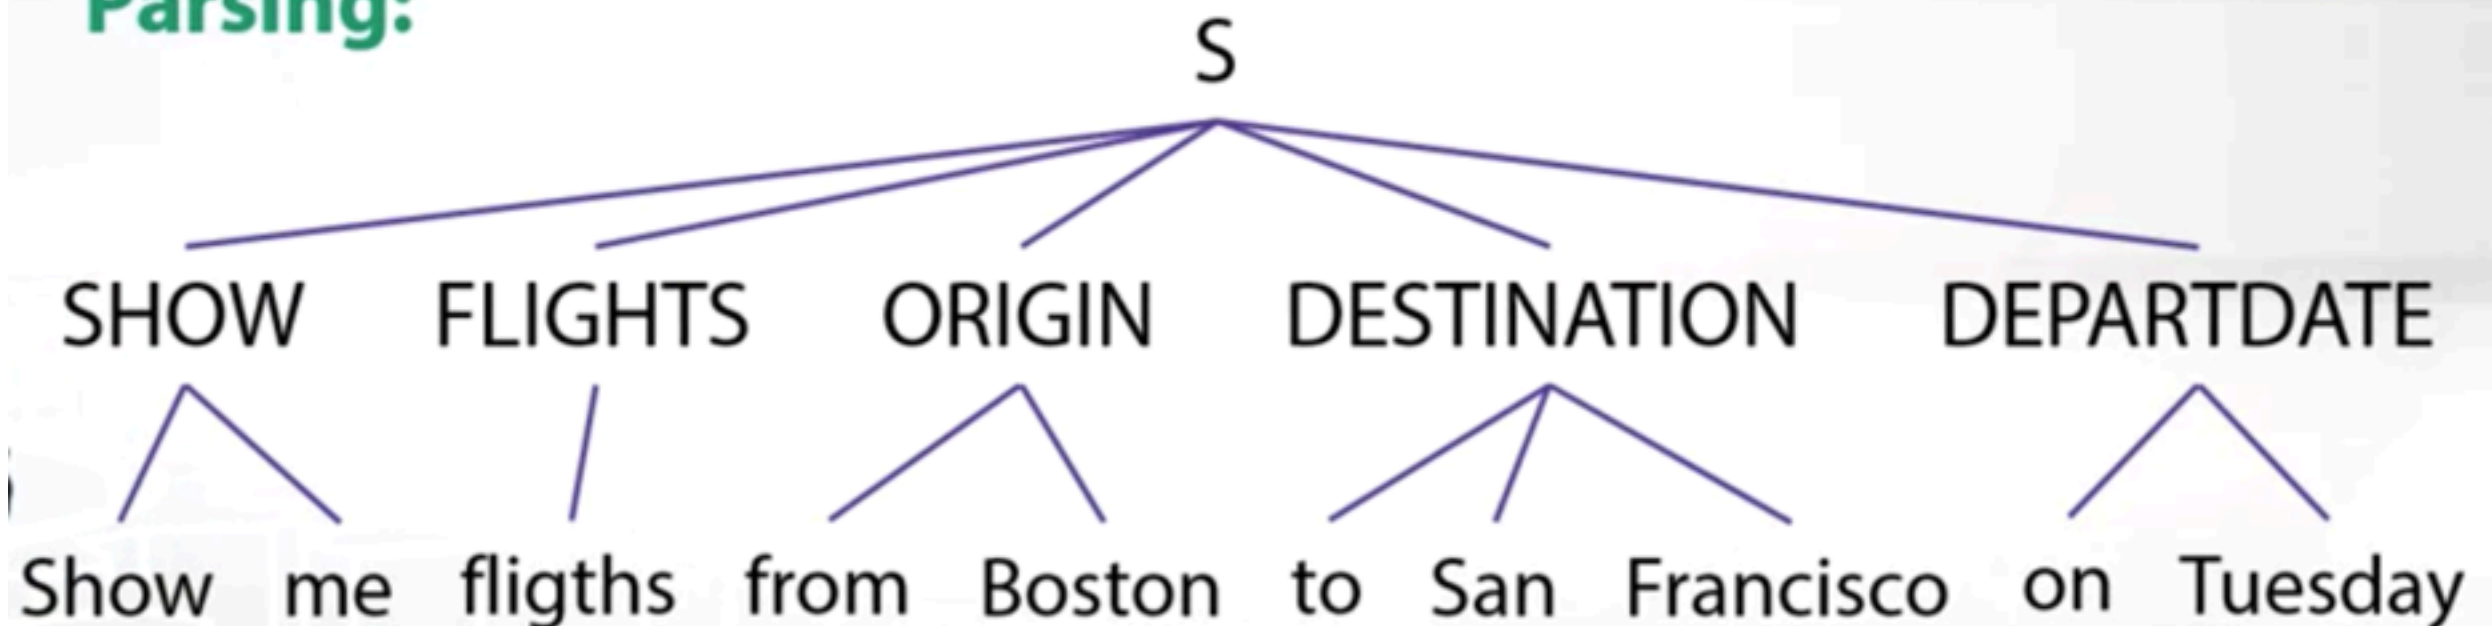 Parsing:
S
SHOW FLIGHTS ORIGIN DESTINATION DEPARTDATE
Show me fligths from Boston to San Francisco on Tuesday